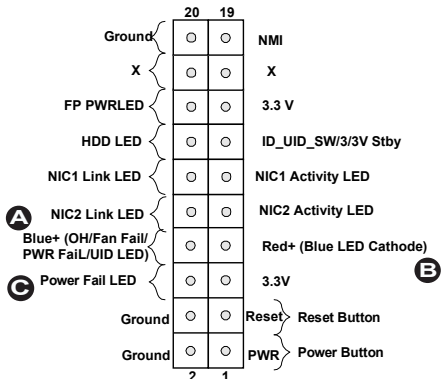 20 19
Ground NMI
X X
FP PWRLED 3.3 V
HDD LED ID_UID_SW/3/3V Stby
NIC1 Link LED NIC1 Activity LED
A NIC2 Link LED NIC2 Activity LED
Blue+ (OH/Fan Fail/
PWR FaiL/UID LED) Red+ (Blue LED Cathode) B
C Power Fail LED 3.3V
Ground Reset Reset Button
Ground PWR Power Button
2 1